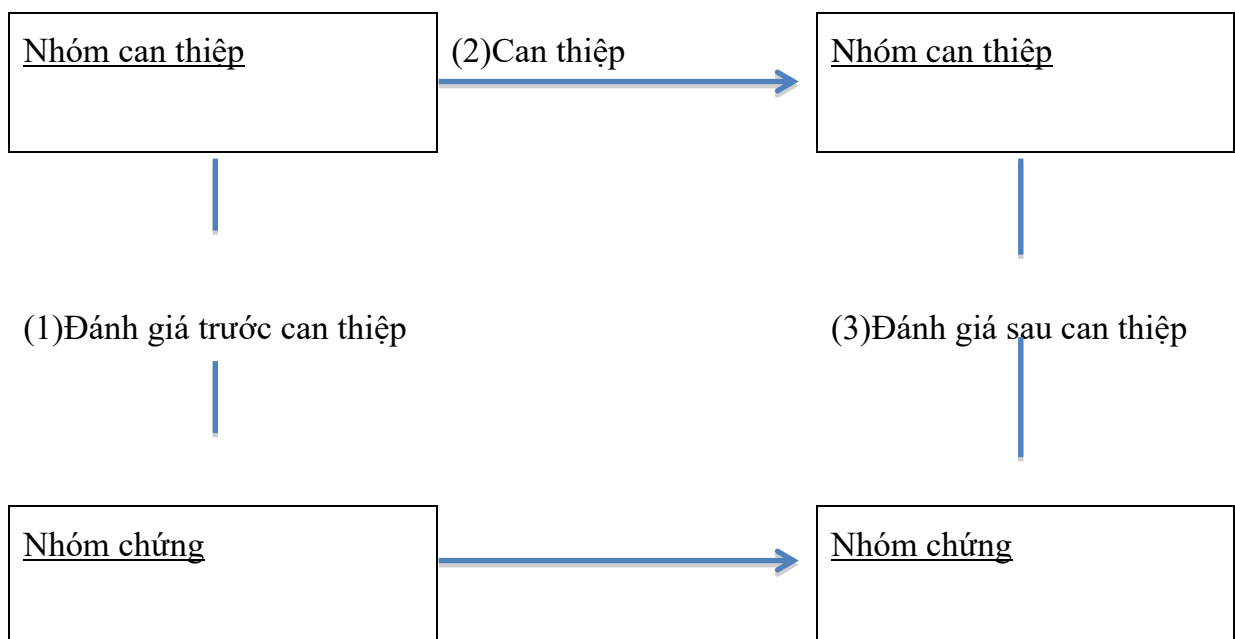 Nhóm can thiệp
(2)Can thiệp
Nhóm can thiệp
(1)Đánh giá trước can thiệp
(3)Đánh giá sau can thiệp
Nhóm chứng
Nhóm chứng